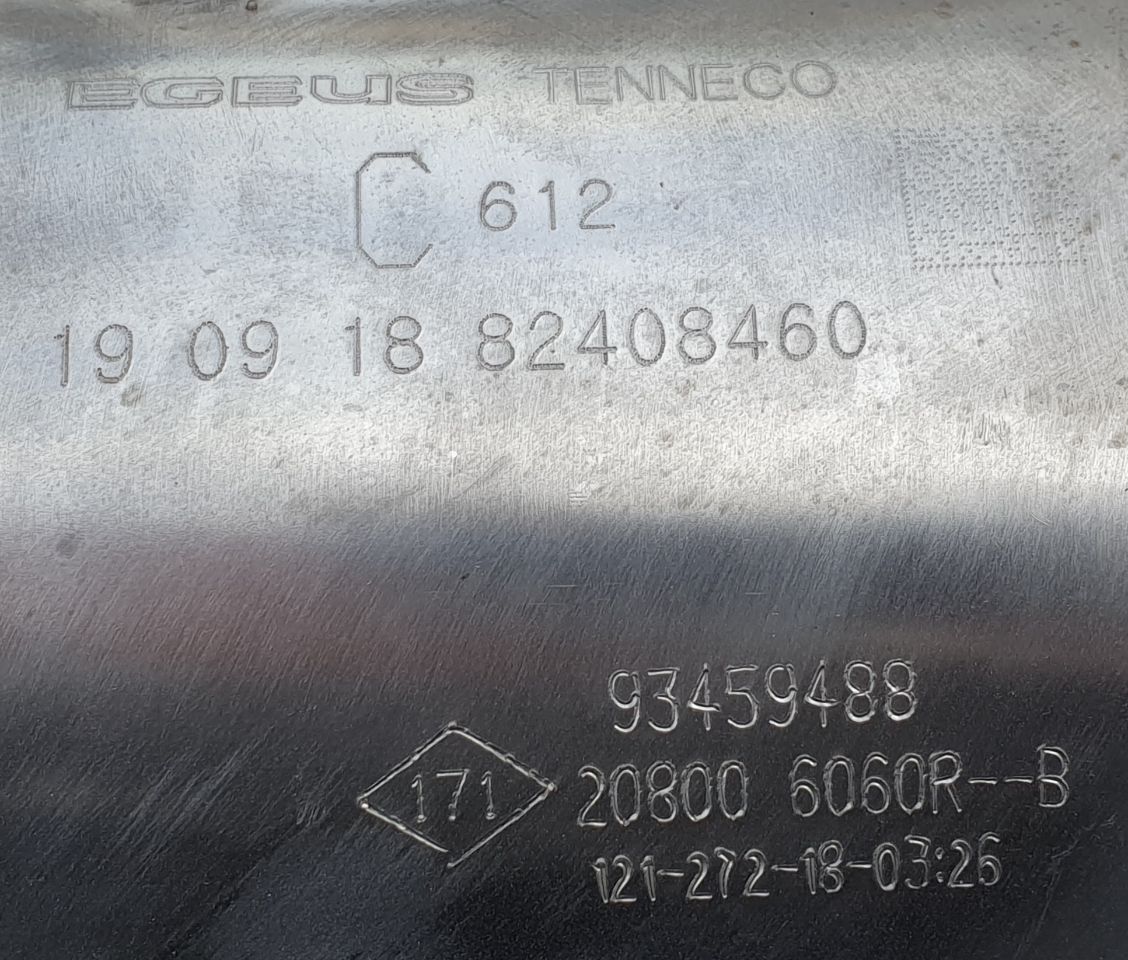 EGEUS TENNECO
C 612
19 09 18 82408460
93459488
171 20800 6060R--B
121-272-18-03:26